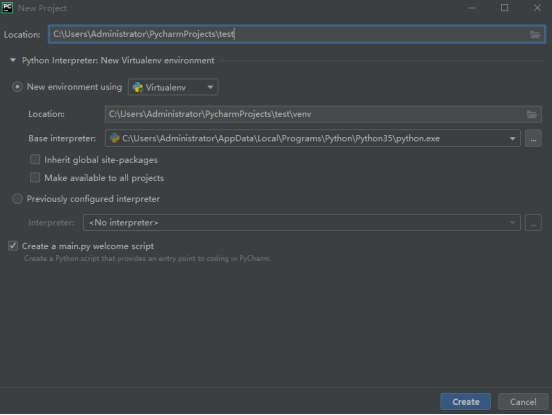 PC
New Project
Location: C:\Users\Administrator\PycharmProjects\test
Python Interpreter: New Virtualenv environment
New environment using Virtualenv
Location: C:\Users\Administrator\PycharmProjects\test\venv
Base interpreter: C:\Users\Administrator\AppData\Local\Programs\Python\Python35\python.exe ...
Inherit global site-packages
Make available to all projects
Previously configured interpreter
Interpreter: <No interpreter> ...
Create a main.py welcome script
Create a Python script that provides an entry point to coding in PyCharm.
Create Cancel